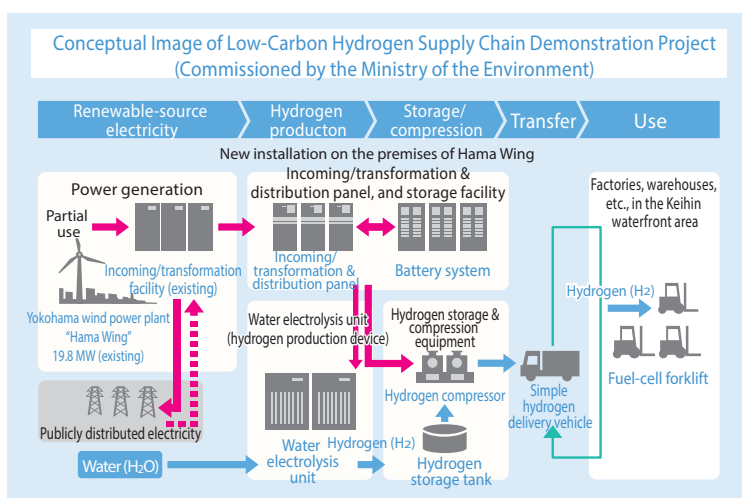 Conceptual Image of Low-Carbon Hydrogen Supply Chain Demonstration Project
(Commissioned by the Ministry of the Environment)
Renewable-source
electricity
Hydrogen
producton
Storage/
compression
Transfer
Use
New installation on the premises of Hama Wing
Power generation
Incoming/transformation &
distribution panel, and storage facility
Factories, warehouses,
etc., in the Keihin
waterfront area
Partial
use
Incoming/transformation
facility (existing)
Incoming/
transformation &
distribution panel
Battery system
Yokohama wind power plant
“Hama Wing”
19.8 MW (existing)
Water electrolysis unit
(hydrogen production device)
Hydrogen storage &
compression
equipment
Hydrogen (H2)
Hydrogen compressor
Simple
hydrogen
delivery vehicle
Fuel-cell forklift
Publicly distributed electricity
Water (H2O)
Water
electrolysis
unit
Hydrogen (H2)
Hydrogen
storage tank